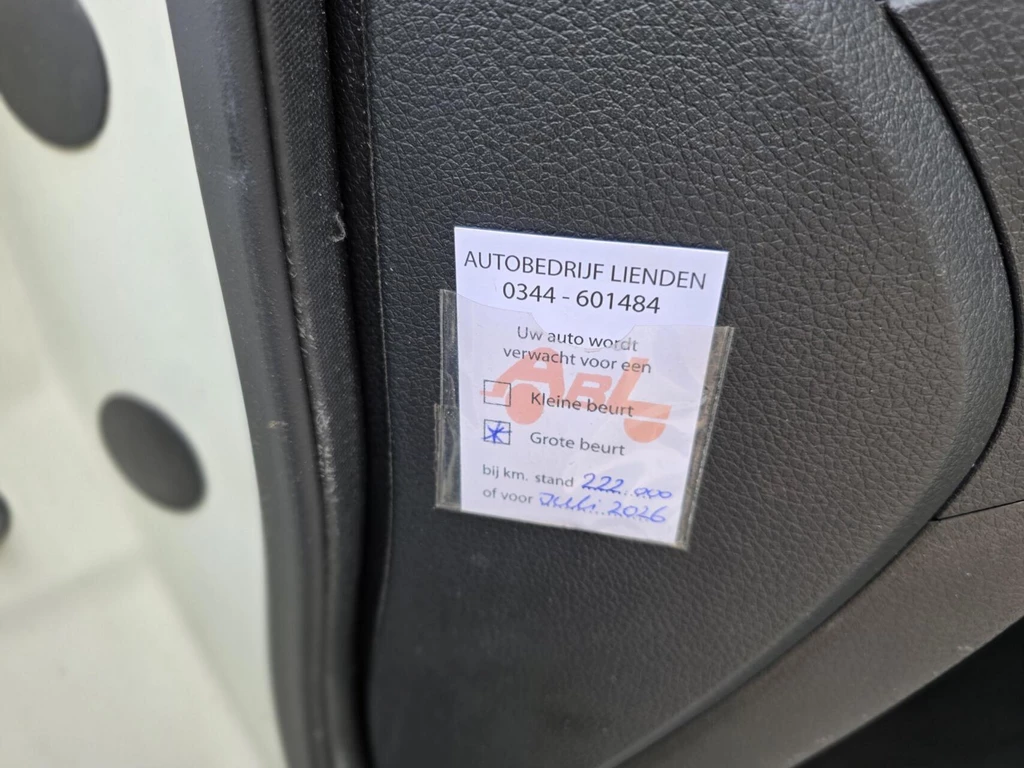 AUTOBEDRIJF LIENDEN
0344 - 601484
Uw auto wordt
verwacht voor een
ABL
Kleine beurt
Grote beurt
bij km. stand 222.000
of voor Juli 2026